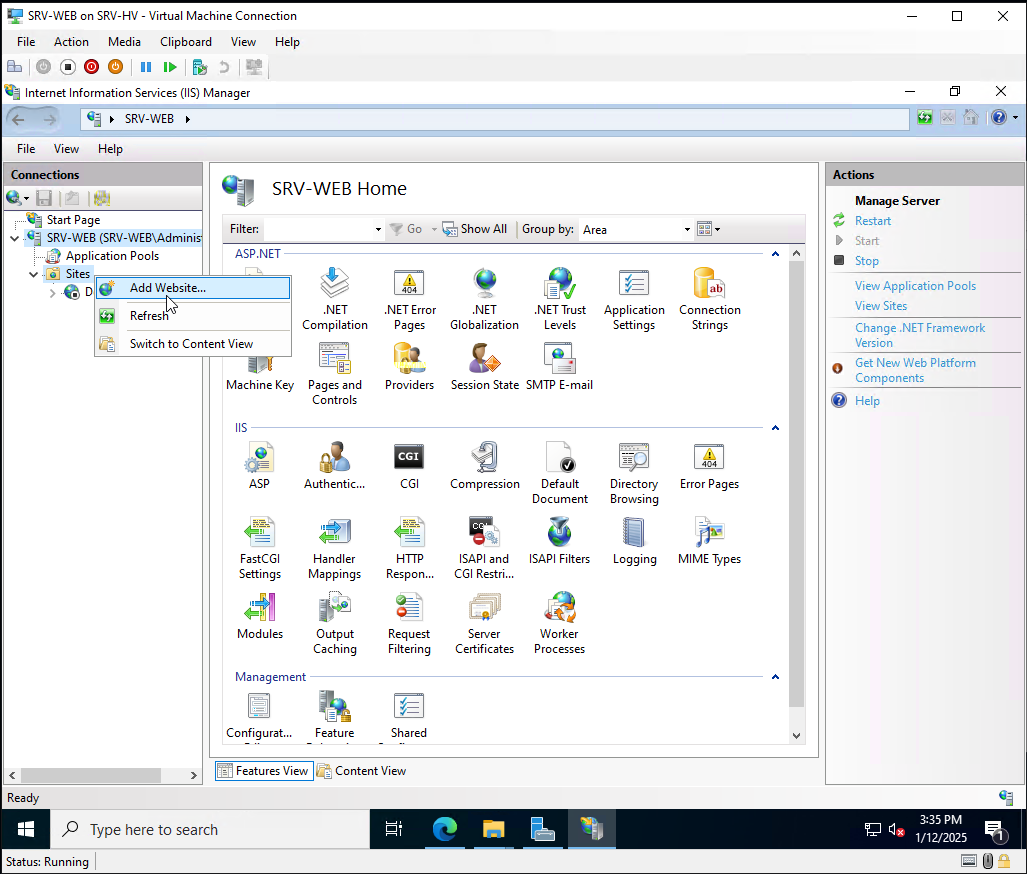 SRV-WEB on SRV-HV - Virtual Machine Connection
File Action Media Clipboard View Help
Internet Information Services (IIS) Manager
SRV-WEB
File View Help
Connections
Start Page
SRV-WEB (SRV-WEB\Adminis
Application Pools
Sites
D
Add Website...
Refresh
Switch to Content View
SRV-WEB Home
Filter: Go Show All Group by: Area
ASP.NET
.NET Compilation
.NET Error Pages
.NET Globalization
.NET Trust Levels
Application Settings
Connection Strings
Machine Key
Pages and Controls
Providers
Session State
SMTP E-mail
IIS
ASP
Authentic...
CGI
Compression
Default Document
Directory Browsing
Error Pages
FastCGI Settings
Handler Mappings
HTTP Respon...
ISAPI and CGI Restri...
ISAPI Filters
Logging
MIME Types
Modules
Output Caching
Request Filtering
Server Certificates
Worker Processes
Management
Configurat...
Feature
Shared
Features View Content View
Actions
Manage Server
Restart
Start
Stop
View Application Pools
View Sites
Change .NET Framework Version
Get New Web Platform Components
Help
Ready
Type here to search
3:35 PM
1/12/2025
1
Status: Running